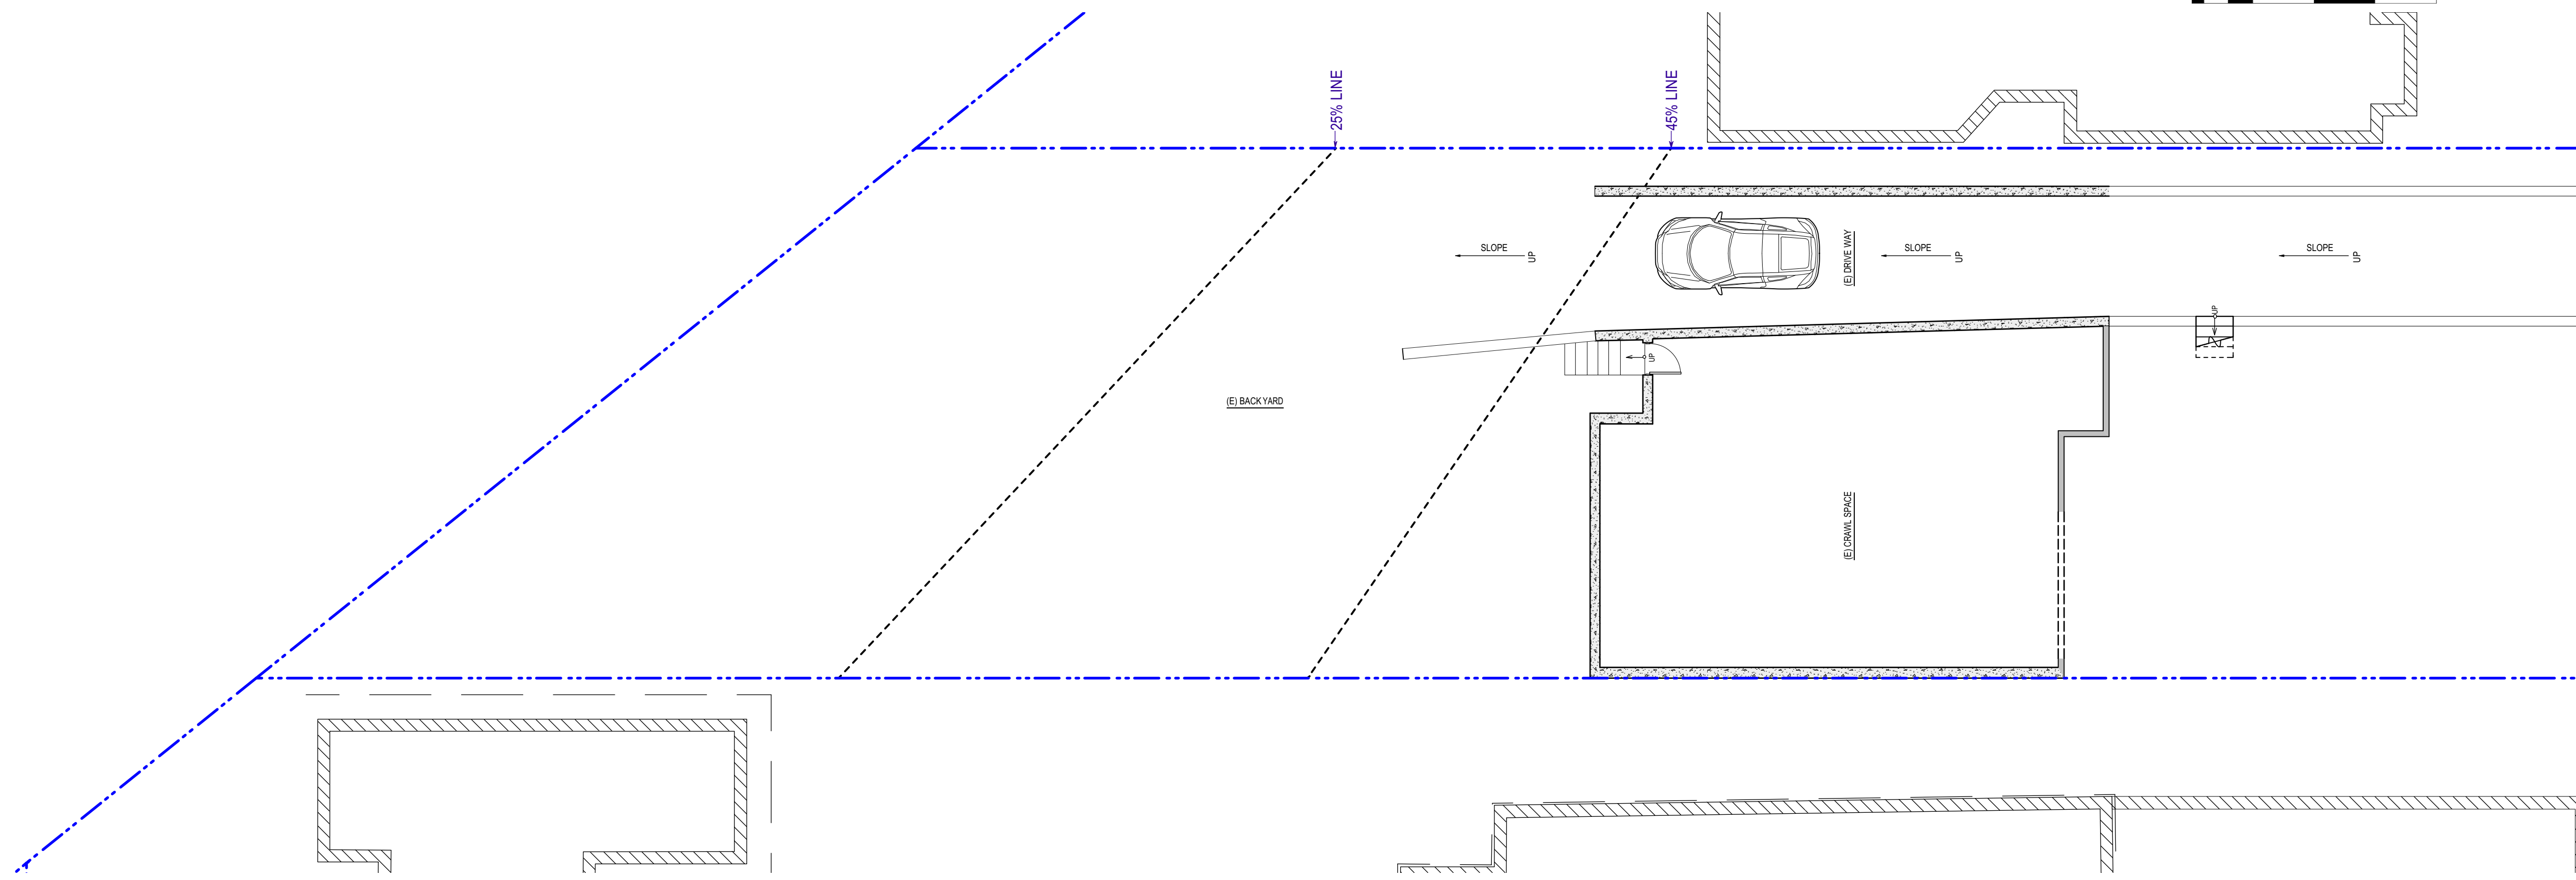 25% LINE
45% LINE
SLOPE
UP
(E) DRIVE WAY
SLOPE
UP
SLOPE
UP
UP
UP
(E) BACK YARD
(E) CRAWL SPACE